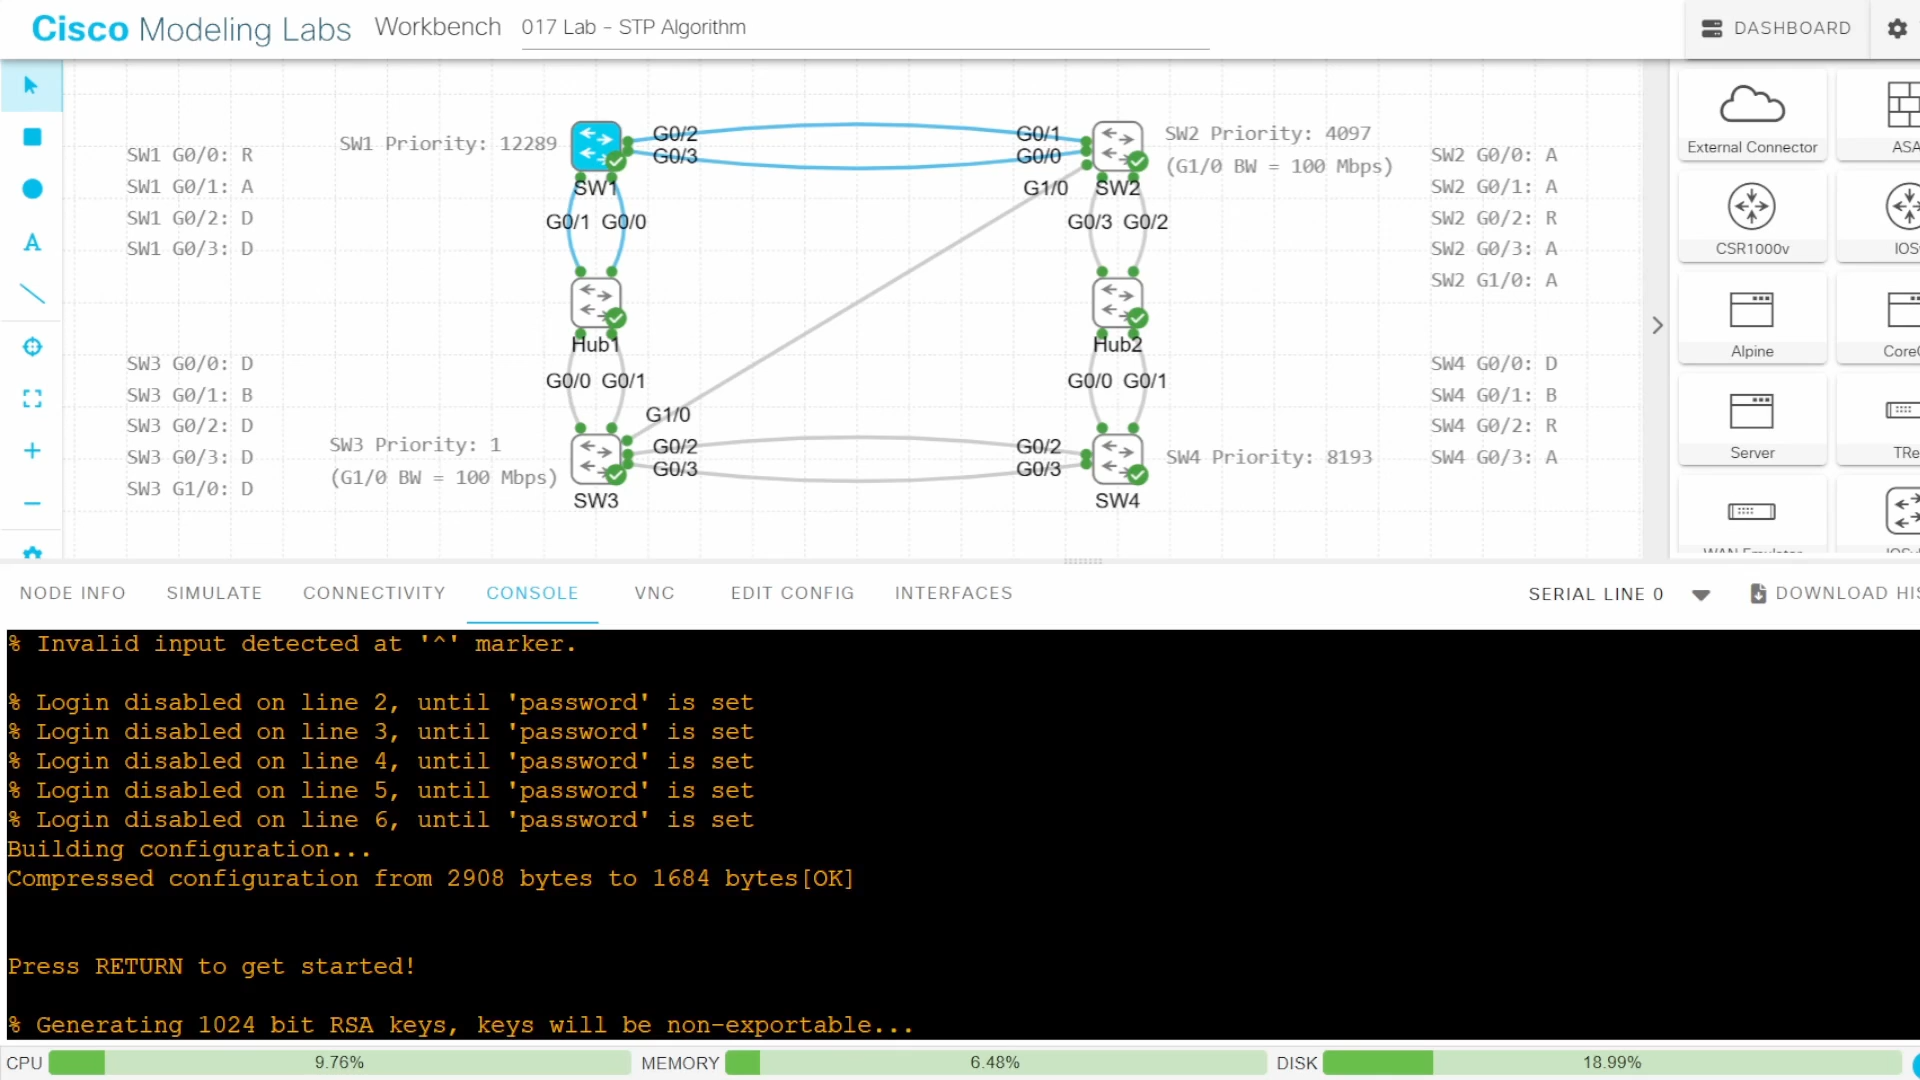 Cisco Modeling Labs Workbench 017 Lab - STP Algorithm
DASHBOARD
SW1 G0/0: R
SW1 G0/1: A
SW1 G0/2: D
SW1 G0/3: D
SW1 Priority: 12289
G0/2
G0/3
SW1
G0/1 G0/0
G0/1
G0/0
G1/0
SW2
G0/3 G0/2
SW2 Priority: 4097
(G1/0 BW = 100 Mbps)
SW2 G0/0: A
SW2 G0/1: A
SW2 G0/2: R
SW2 G0/3: A
SW2 G1/0: A
Hub1
Hub2
G0/0 G0/1
G0/0 G0/1
SW3 G0/0: D
SW3 G0/1: B
SW3 G0/2: D
SW3 G0/3: D
SW3 G1/0: D
SW3 Priority: 1
(G1/0 BW = 100 Mbps)
G1/0
G0/2
G0/3
SW3
G0/2
G0/3
SW4
SW4 Priority: 8193
SW4 G0/0: D
SW4 G0/1: B
SW4 G0/2: R
SW4 G0/3: A
External Connector
ASA
CSR1000v
IOS
Alpine
Core
Server
TRe
NODE INFO SIMULATE CONNECTIVITY CONSOLE VNC EDIT CONFIG INTERFACES SERIAL LINE 0 DOWNLOAD HIS
% Invalid input detected at '^' marker.
% Login disabled on line 2, until 'password' is set
% Login disabled on line 3, until 'password' is set
% Login disabled on line 4, until 'password' is set
% Login disabled on line 5, until 'password' is set
% Login disabled on line 6, until 'password' is set
Building configuration...
Compressed configuration from 2908 bytes to 1684 bytes[OK]
Press RETURN to get started!
% Generating 1024 bit RSA keys, keys will be non-exportable...
CPU 9.76% MEMORY 6.48% DISK 18.99%